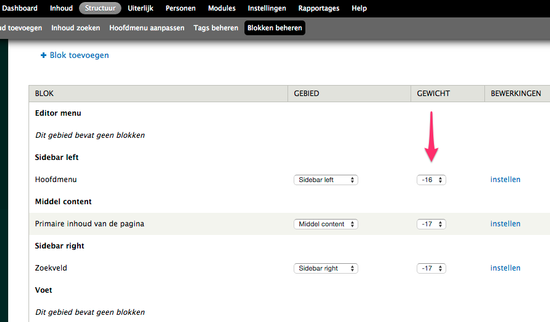 Dashboard Inhoud Structuur Uiterlijk Personen Modules Instellingen Rapportages Help
ud toevoegen Inhoud zoeken Hoofdmenu aanpassen Tags beheren Blokken beheren
+ Blok toevoegen
BLOK GEBIED GEWICHT BEWERKINGEN
Editor menu
Dit gebied bevat geen blokken
Sidebar left
Hoofdmenu Sidebar left -16 instellen
Middel content
Primaire inhoud van de pagina Middel content -17 instellen
Sidebar right
Zoekveld Sidebar right -17 instellen
Voet
Dit gebied bevat geen blokken